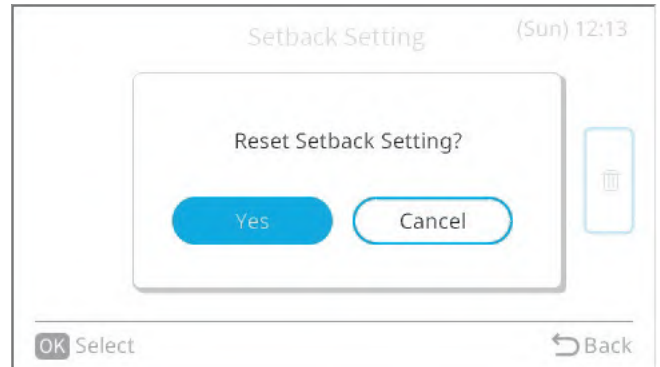 Setback Setting
(Sun) 12:13
Reset Setback Setting?
Yes
Cancel
OK Select
Back